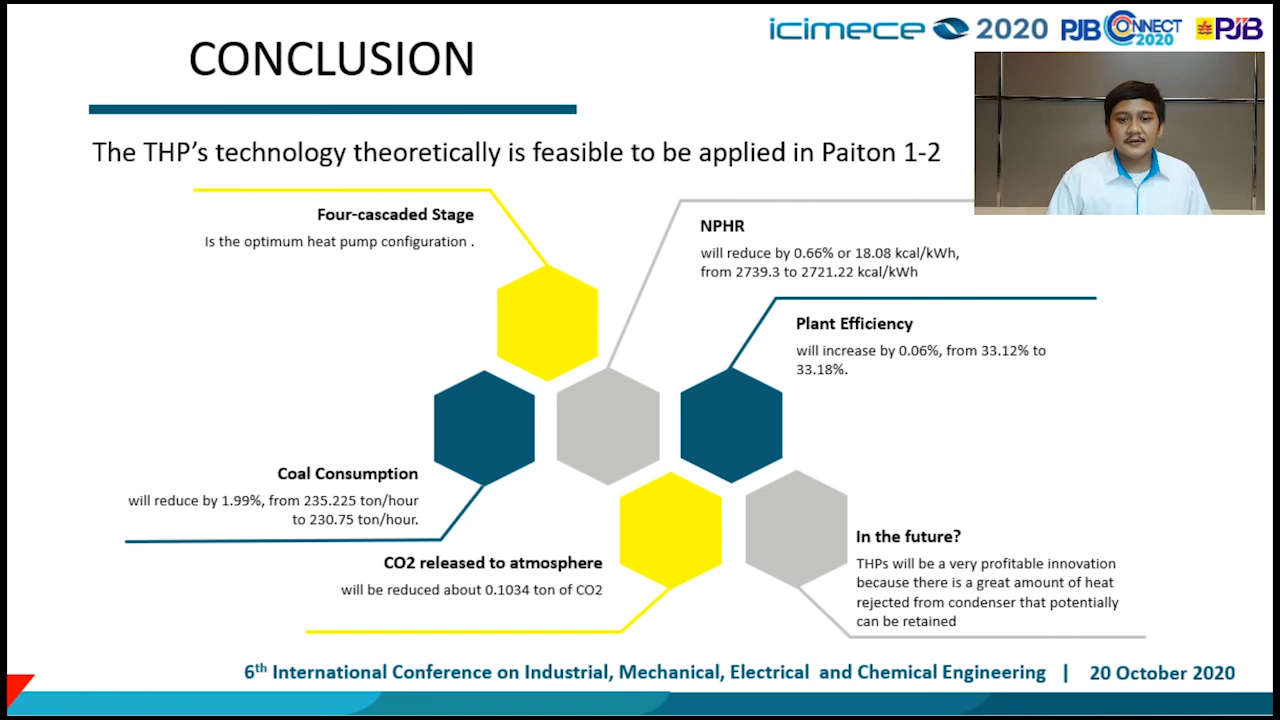 icimece 2020 PJB CONNECT 2020 PJB
CONCLUSION
The THP’s technology theoretically is feasible to be applied in Paiton 1-2
Four-cascaded Stage
Is the optimum heat pump configuration .
NPHR
will reduce by 0.66% or 18.08 kcal/kWh,
from 2739.3 to 2721.22 kcal/kWh
Plant Efficiency
will increase by 0.06%, from 33.12% to
33.18%.
Coal Consumption
will reduce by 1.99%, from 235.225 ton/hour
to 230.75 ton/hour.
CO2 released to atmosphere
will be reduced about 0.1034 ton of CO2
In the future?
THPs will be a very profitable innovation
because there is a great amount of heat
rejected from condenser that potentially
can be retained
6th International Conference on Industrial, Mechanical, Electrical and Chemical Engineering | 20 October 2020